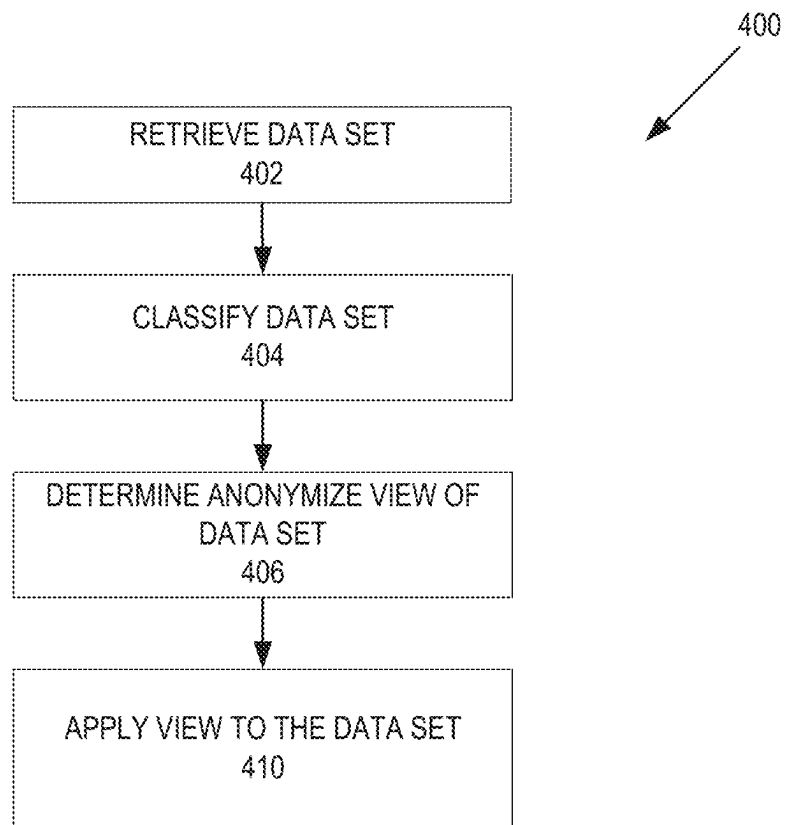 400
RETRIEVE DATA SET
402
CLASSIFY DATA SET
404
DETERMINE ANONYMIZE VIEW OF
DATA SET
406
APPLY VIEW TO THE DATA SET
410